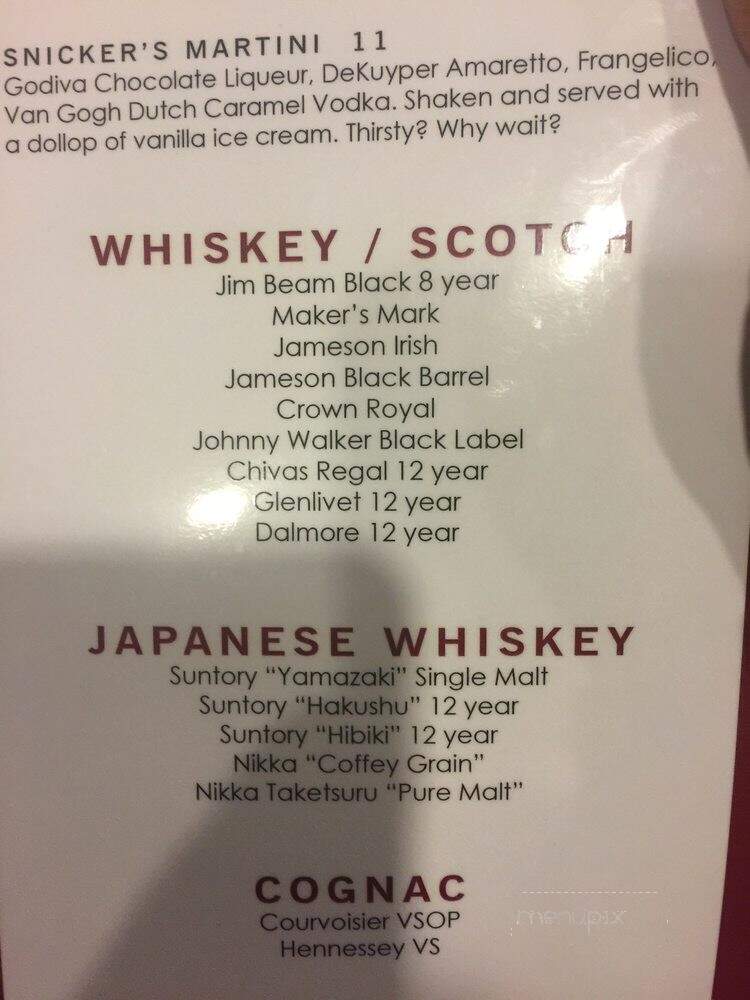 SNICKER'S MARTINI 11
Godiva Chocolate Liqueur, DeKuyper Amaretto, Frangelico,
Van Gogh Dutch Caramel Vodka. Shaken and served with
a dollop of vanilla ice cream. Thirsty? Why wait?
WHISKEY / SCOTCH
Jim Beam Black 8 year
Maker's Mark
Jameson Irish
Jameson Black Barrel
Crown Royal
Johnny Walker Black Label
Chivas Regal 12 year
Glenlivet 12 year
Dalmore 12 year
JAPANESE WHISKEY
Suntory “Yamazaki” Single Malt
Suntory “Hakushu” 12 year
Suntory “Hibiki” 12 year
Nikka “Coffey Grain”
Nikka Taketsuru “Pure Malt”
COGNAC
Courvoisier VSOP
Hennessey VS
menupix